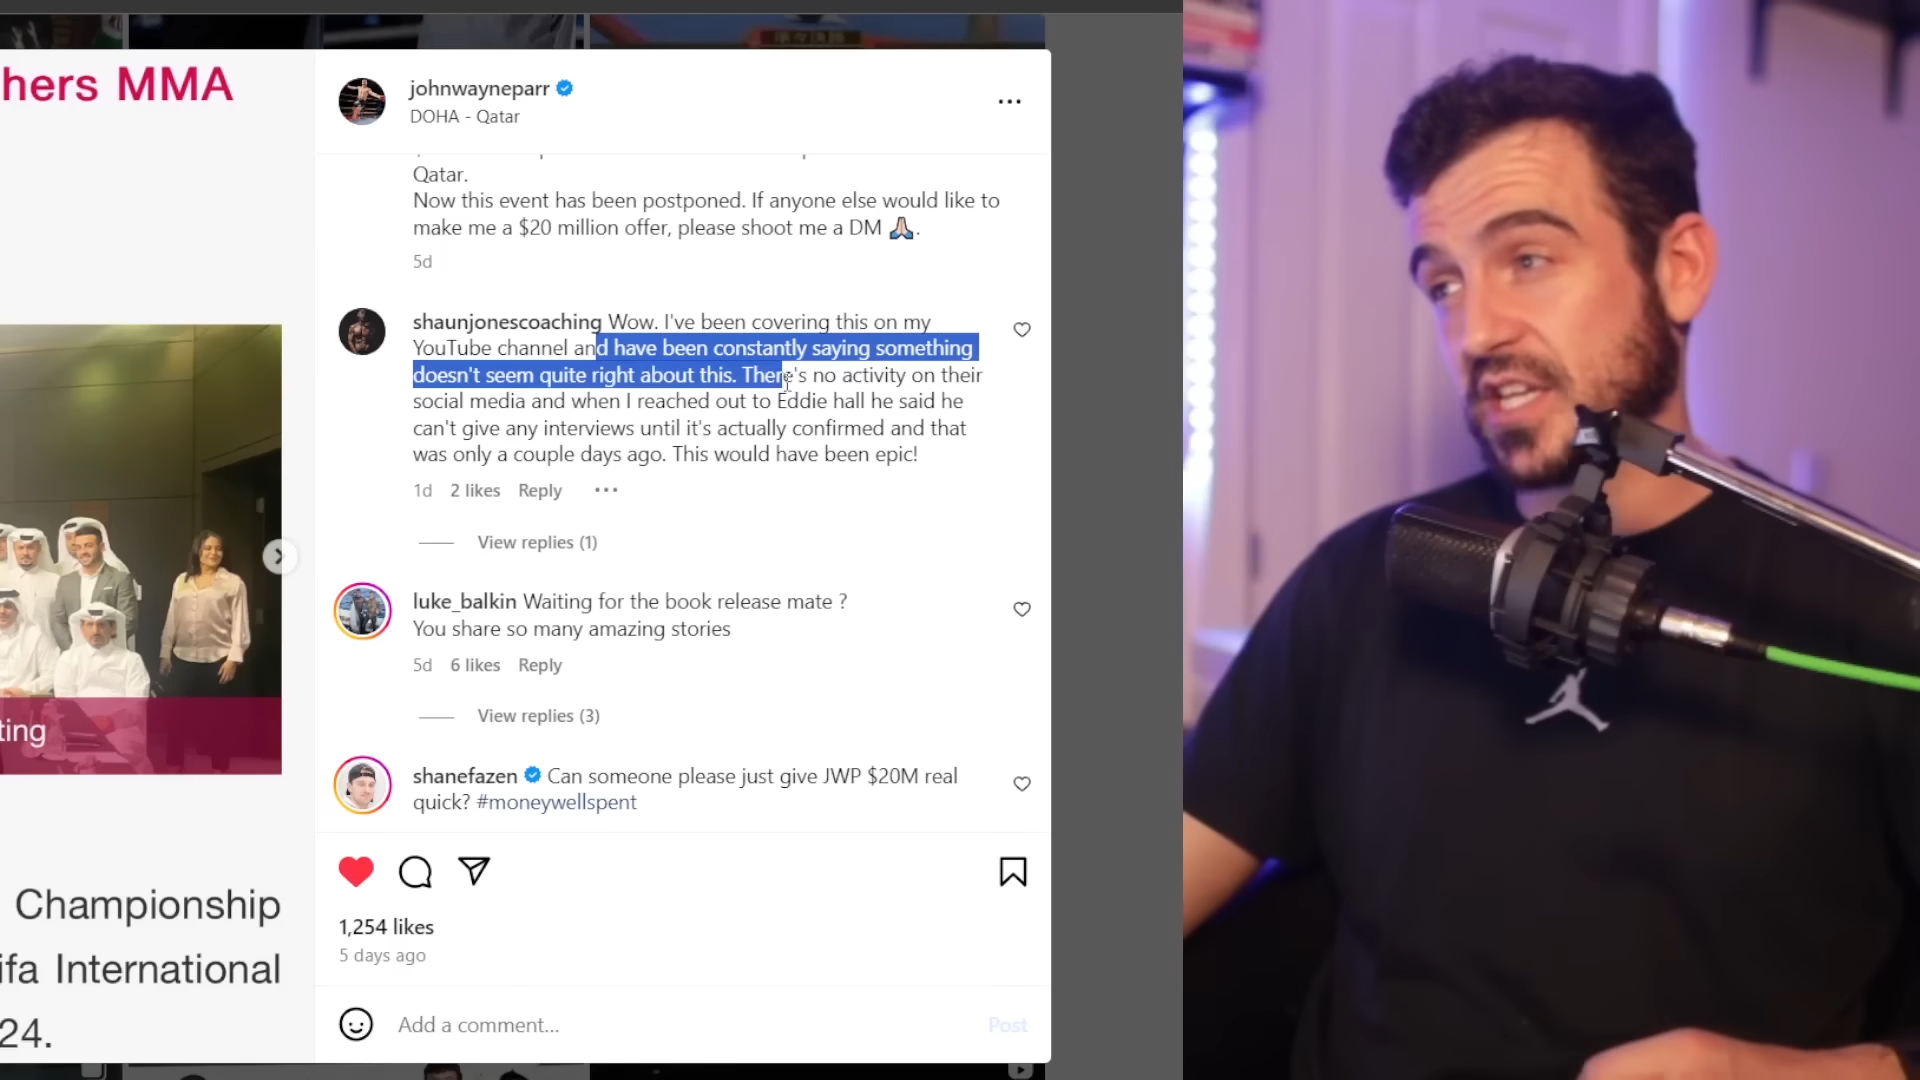 hers MMA
ting
Championship
ifa International
24.
johnwayneparr
DOHA - Qatar
Qatar.
Now this event has been postponed. If anyone else would like to
make me a $20 million offer, please shoot me a DM 🙏🏻.
5d
shaunjonescoaching Wow. I've been covering this on my
YouTube channel and have been constantly saying something
doesn't seem quite right about this. There's no activity on their
social media and when I reached out to Eddie hall he said he
can't give any interviews until it's actually confirmed and that
was only a couple days ago. This would have been epic!
1d 2 likes Reply
View replies (1)
luke_balkin Waiting for the book release mate ?
You share so many amazing stories
5d 6 likes Reply
View replies (3)
shanefazen Can someone please just give JWP $20M real
quick? #moneywellspent
1,254 likes
5 days ago
Add a comment...
Post